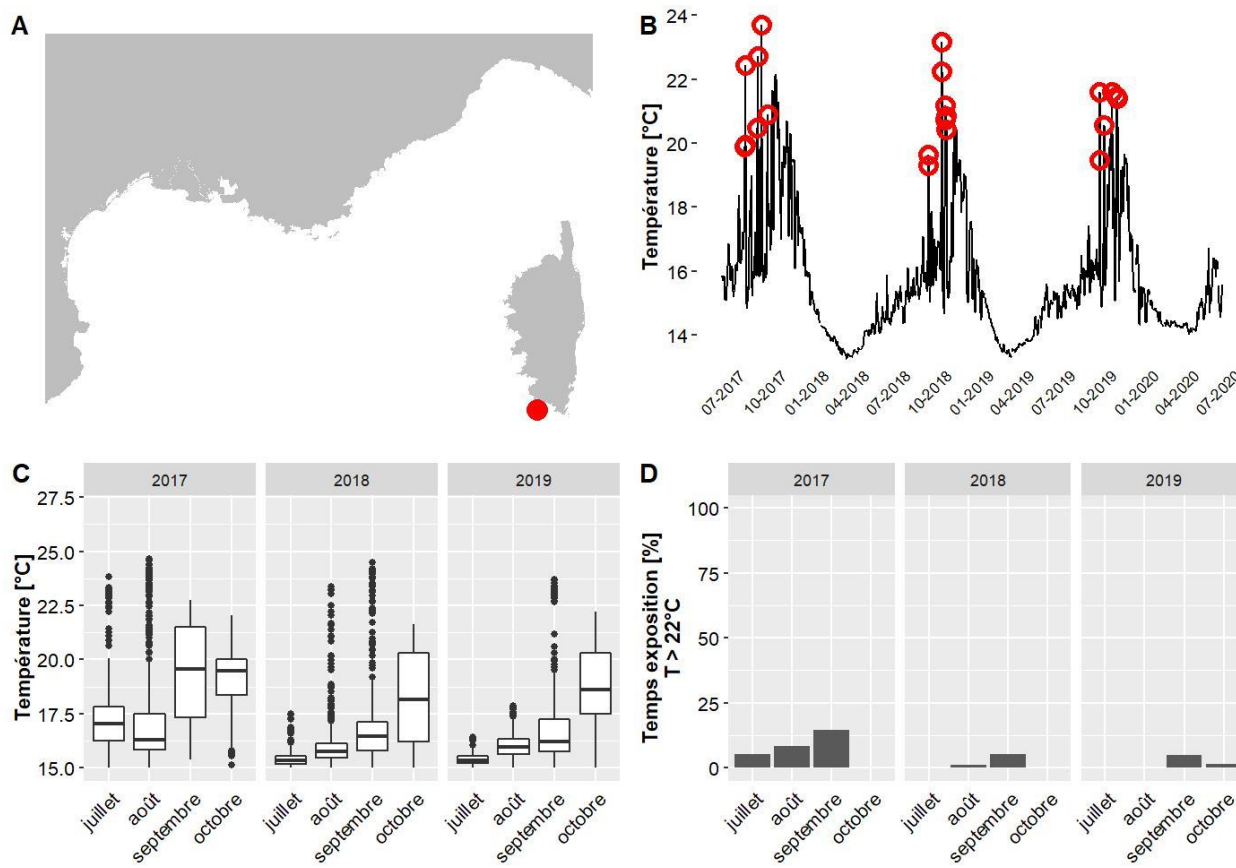 A
B
Température [°C]
24
22
20
18
16
14
07-2017
10-2017
01-2018
04-2018
07-2018
10-2018
01-2019
04-2019
07-2019
10-2019
01-2020
04-2020
07-2020
C
2017
2018
2019
Température [°C]
27.5
25.0
22.5
20.0
17.5
15.0
juillet
août
septembre
octobre
juillet
août
septembre
octobre
juillet
août
septembre
octobre
D
2017
2018
2019
Temps exposition [%]
T > 22°C
100
75
50
25
0
juillet
août
septembre
octobre
juillet
août
septembre
octobre
juillet
août
septembre
octobre